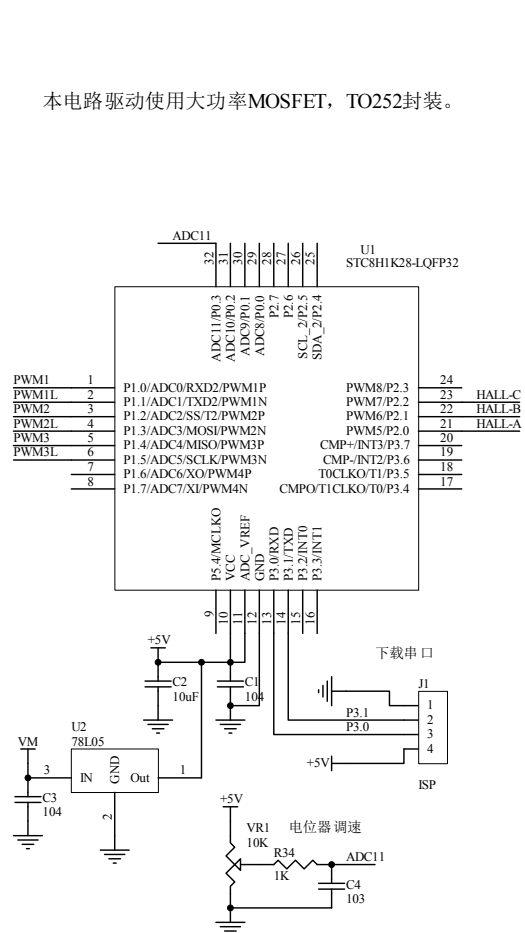 本电路驱动使用大功率MOSFET，TO252封装。
ADC11
U1
STC8H1K28-LQFP32
32
31
30
29
28
27
26
25
ADC11/P0.3
ADC10/P0.2
ADC9/P0.1
ADC8/P0.0
P2.7
P2.6
SCL_2/P2.5
SDA_2/P2.4
PWM1 1 P1.0/ADC0/RXD2/PWM1P PWM8/P2.3 24
PWM1L 2 P1.1/ADC1/TXD2/PWM1N PWM7/P2.2 23 HALL-C
PWM2 3 P1.2/ADC2/SS/T2/PWM2P PWM6/P2.1 22 HALL-B
PWM2L 4 P1.3/ADC3/MOSI/PWM2N PWM5/P2.0 21 HALL-A
PWM3 5 P1.4/ADC4/MISO/PWM3P CMP+/INT3/P3.7 20
PWM3L 6 P1.5/ADC5/SCLK/PWM3N CMP-/INT2/P3.6 19
7 P1.6/ADC6/XO/PWM4P T0CLKO/T1/P3.5 18
8 P1.7/ADC7/XI/PWM4N CMPO/T1CLKO/T0/P3.4 17
P5.4/MCLKO
VCC
ADC_VREF
GND
P3.0/RXD
P3.1/TXD
P3.2/INT0
P3.3/INT1
9
10
11
12
13
14
15
16
+5V
C2
10uF
C1
104
下载串口
J1
1
P3.1 2
P3.0 3
+5V 4
ISP
U2
78L05
VM
3 IN GND Out 1
2
C3
104
+5V
VR1
10K
电位器调速
R34
1K
ADC11
C4
103